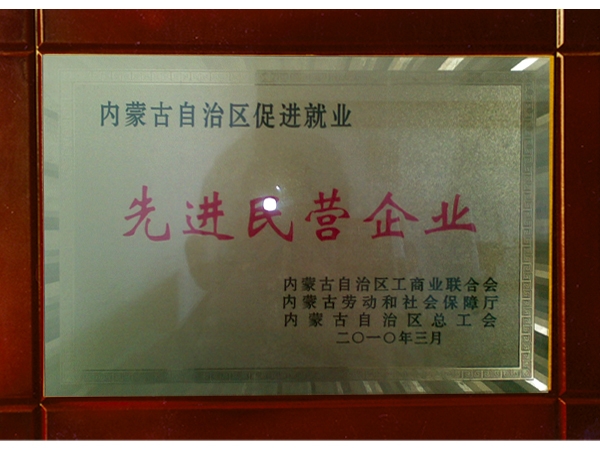 内蒙古自治区促进就业
先进民营企业
内蒙古自治区工商业联合会
内蒙古劳动和社会保障厅
内蒙古自治区总工会
二〇一〇年三月